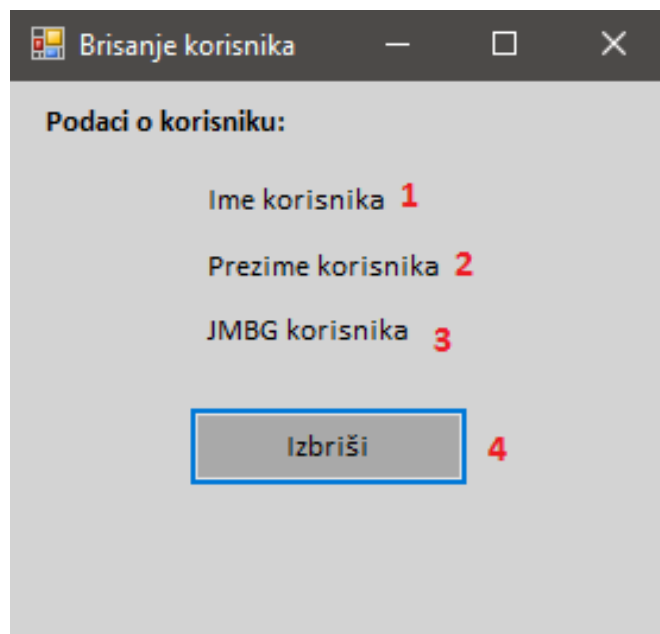 Brisanje korisnika
Podaci o korisniku:
Ime korisnika 1
Prezime korisnika 2
JMBG korisnika 3
Izbriši 4